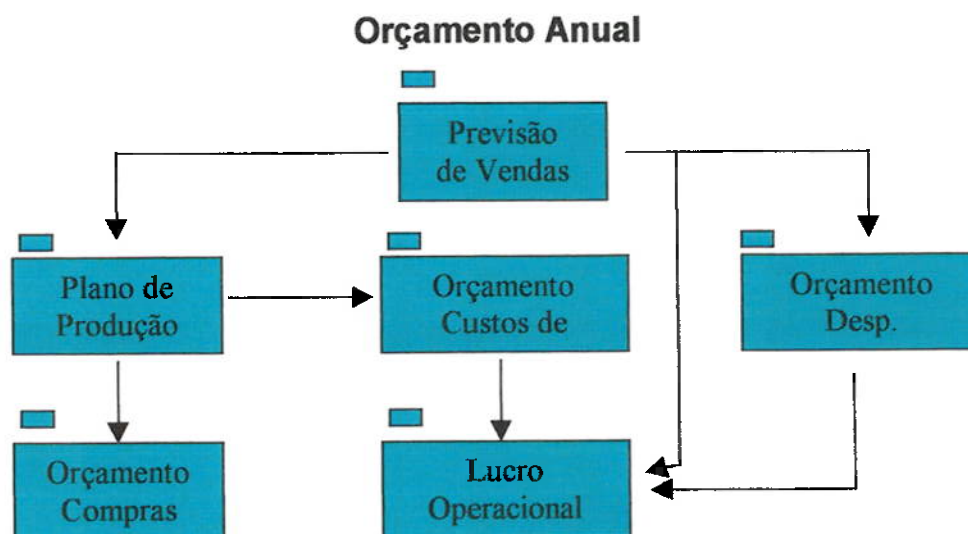 Orçamento Anual
Previsão
de Vendas
Plano de
Produção
Orçamento
Custos de
Orçamento
Desp.
Orçamento
Compras
Lucro
Operacional